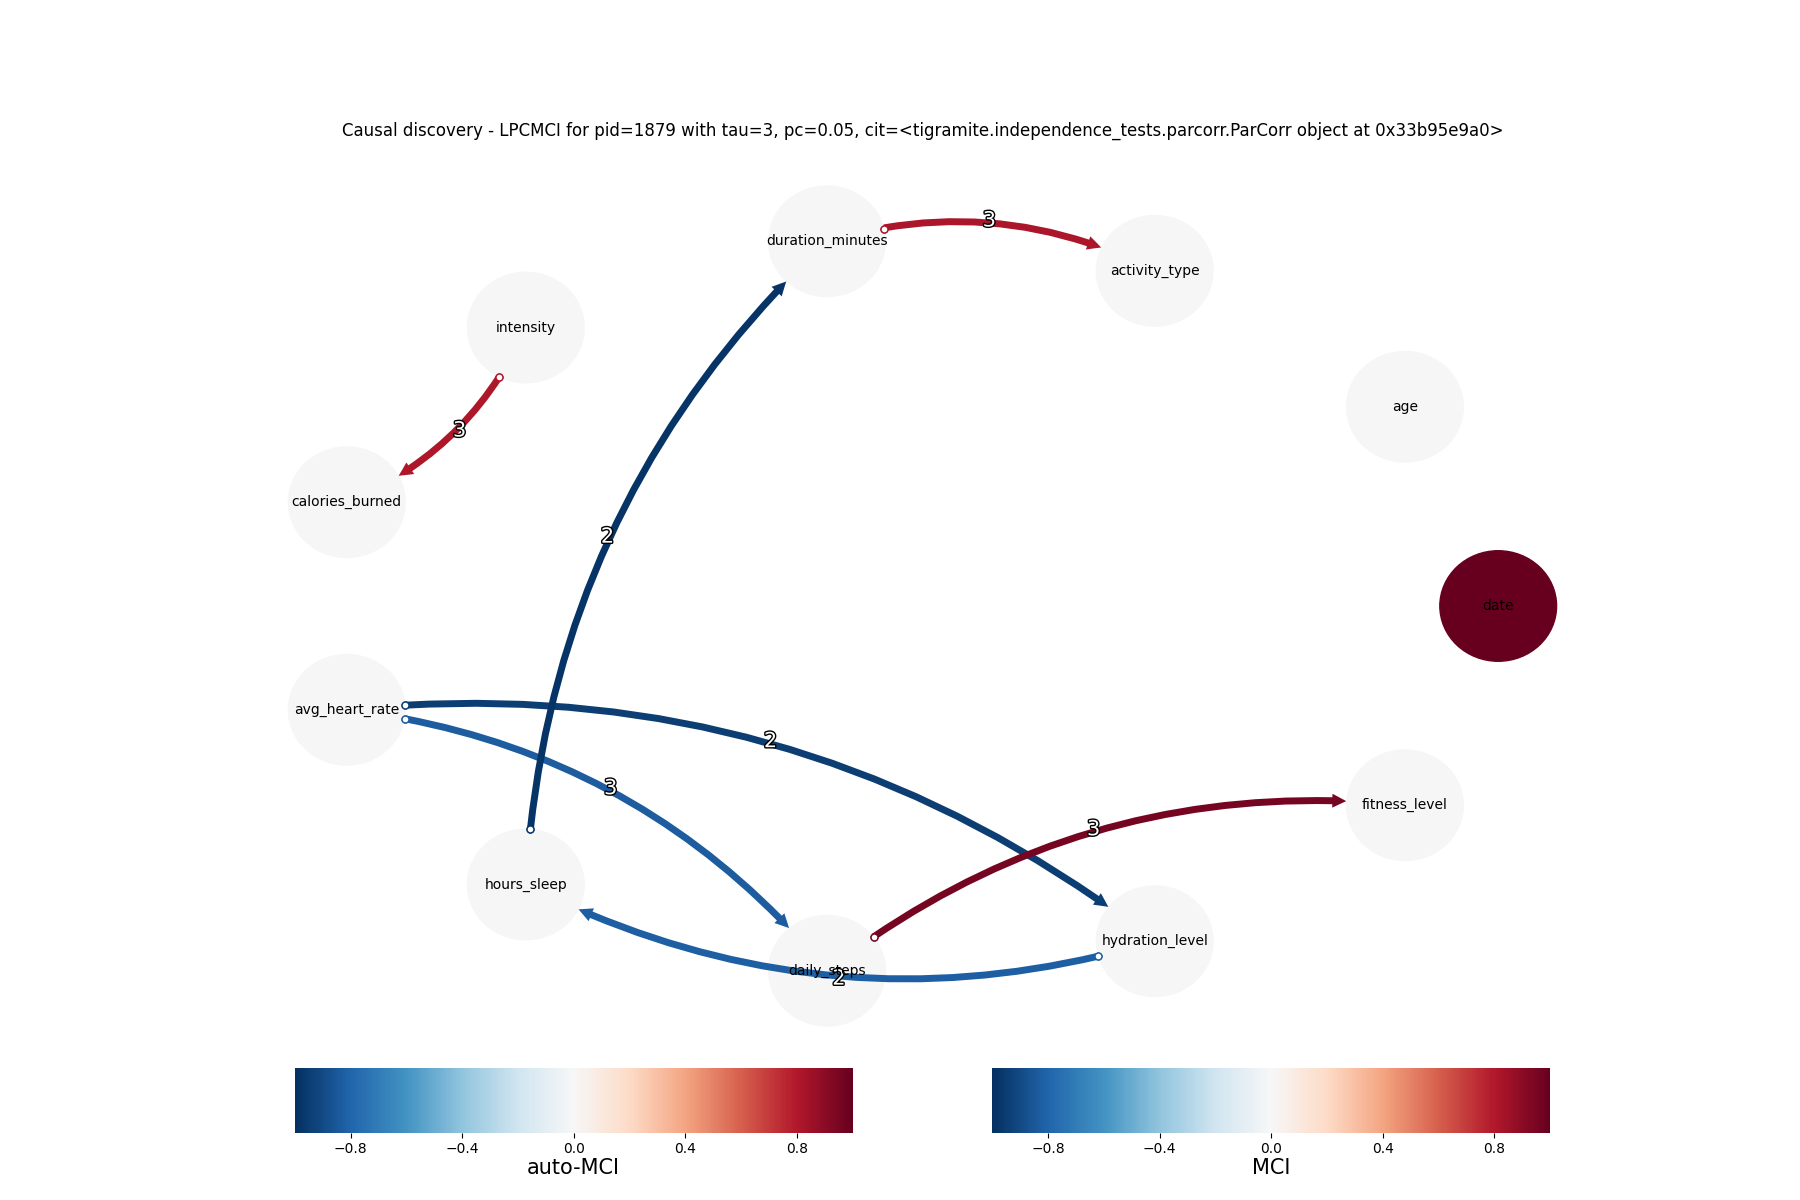 Causal discovery - LPCMCI for pid=1879 with tau=3, pc=0.05, cit=<tigramite.independence_tests.parcorr.ParCorr object at 0x33b95e9a0>
duration_minutes
3
activity_type
intensity
age
3
calories_burned
2
date
avg_heart_rate
2
3
fitness_level
3
hours_sleep
hydration_level
daily_steps
2
−0.8 −0.4 0.0 0.4 0.8
auto-MCI
−0.8 −0.4 0.0 0.4 0.8
MCI